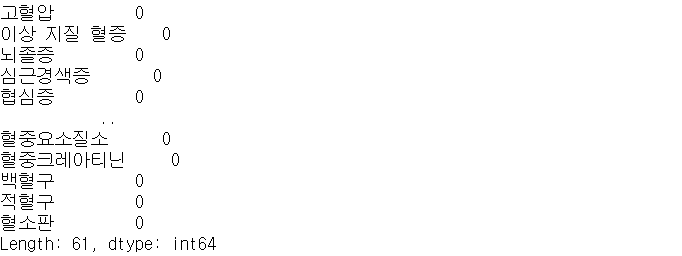 고혈압 0
이상 지질 혈증 0
뇌졸증 0
심근경색증 0
협심증 0
..
혈중요소질소 0
혈중크레아티닌 0
백혈구 0
적혈구 0
혈소판 0
Length: 61, dtype: int64